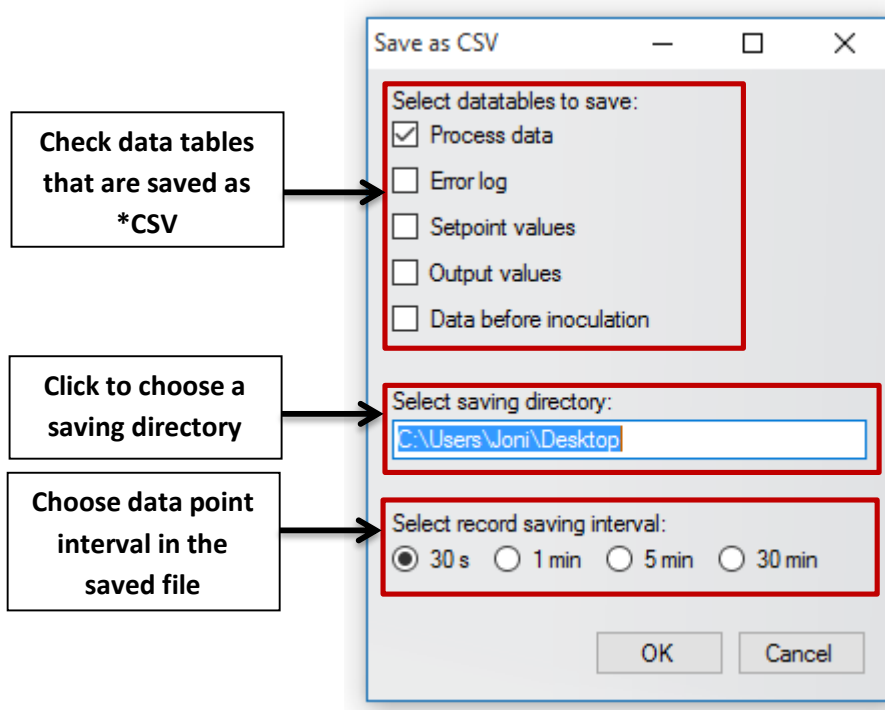 Save as CSV
Check data tables
that are saved as
*CSV
Select datatables to save:
Process data
Error log
Setpoint values
Output values
Data before inoculation
Click to choose a
saving directory
Select saving directory:
C:\Users\Joni\Desktop
Choose data point
interval in the
saved file
Select record saving interval:
30 s 1 min 5 min 30 min
OK Cancel